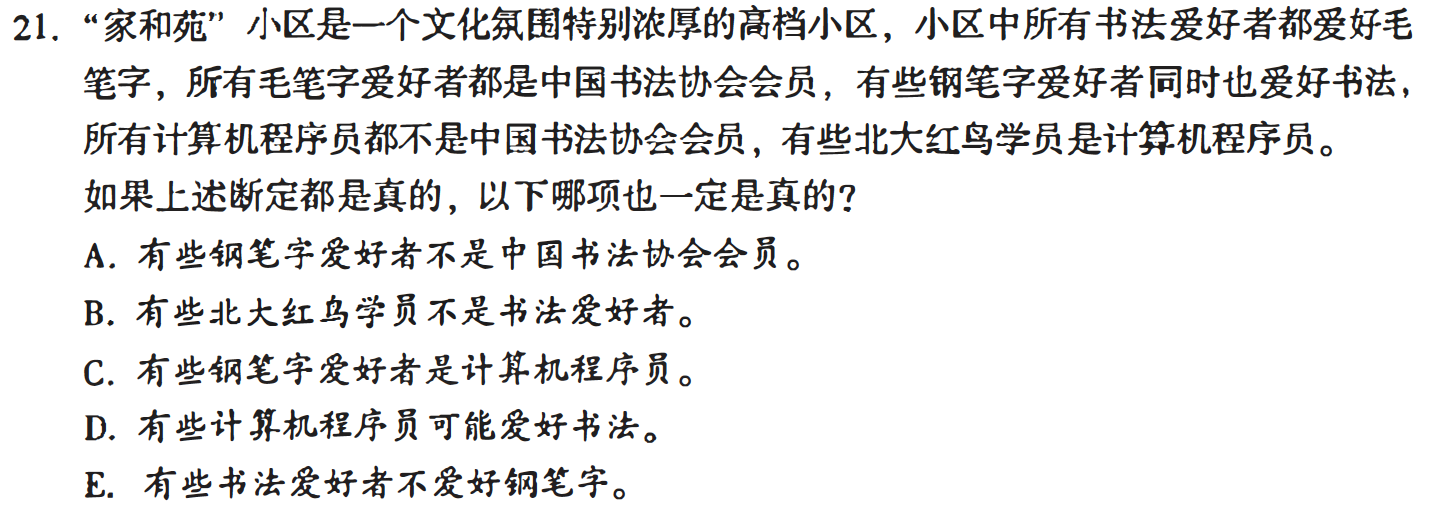 21. “家和苑”小区是一个文化氛围特别浓厚的高档小区，小区中所有书法爱好者都爱好毛
笔字，所有毛笔字爱好者都是中国书法协会会员，有些钢笔字爱好者同时也爱好书法，
所有计算机程序员都不是中国书法协会会员，有些北大红鸟学员是计算机程序员。
如果上述断定都是真的，以下哪项也一定是真的？
A. 有些钢笔字爱好者不是中国书法协会会员。
B. 有些北大红鸟学员不是书法爱好者。
C. 有些钢笔字爱好者是计算机程序员。
D. 有些计算机程序员可能爱好书法。
E. 有些书法爱好者不爱好钢笔字。